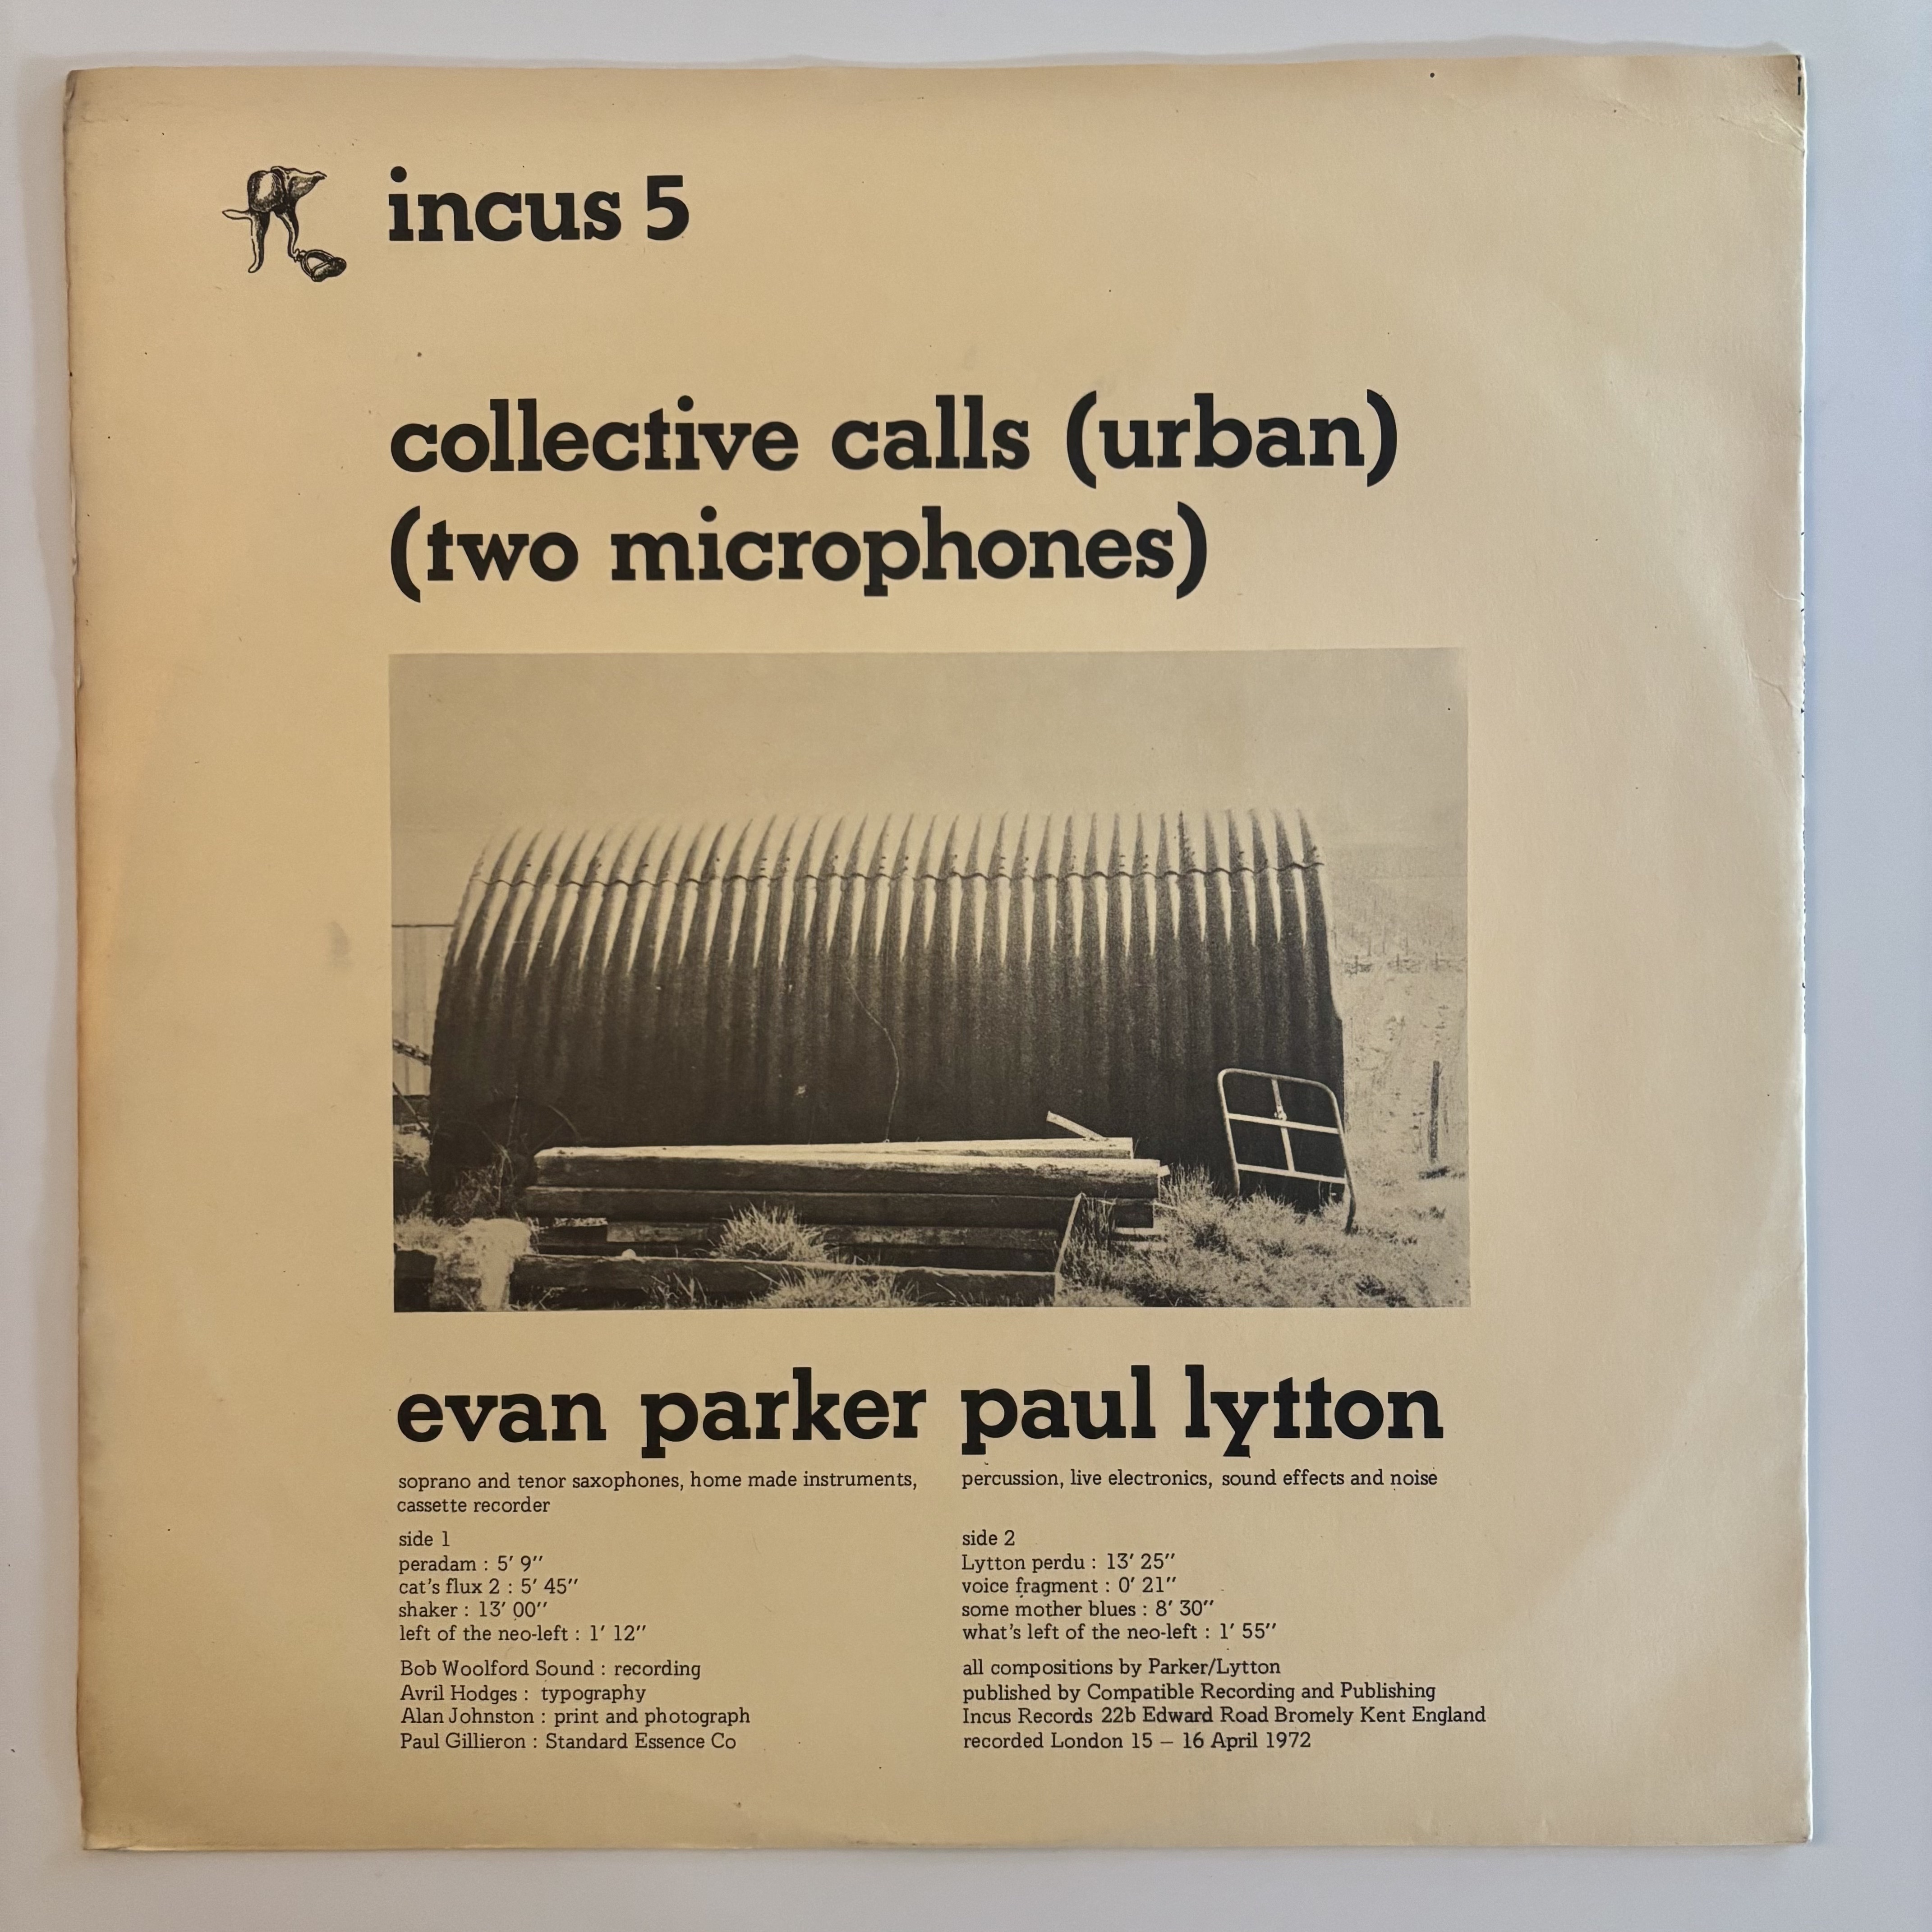 incus 5
collective calls (urban)
(two microphones)
evan parker
soprano and tenor saxophones, home made instruments,
cassette recorder
side 1
peradam : 5′ 9″
cat's flux 2 : 5′ 45″
shaker : 13′ 00″
left of the neo-left : 1′ 12″
Bob Woolford Sound : recording
Avril Hodges : typography
Alan Johnston : print and photograph
Paul Gillieron : Standard Essence Co
paul lytton
percussion, live electronics, sound effects and noise
side 2
Lytton perdu : 13′ 25″
voice fragment : 0′ 21″
some mother blues : 8′ 30″
what's left of the neo-left : 1′ 55″
all compositions by Parker/Lytton
published by Compatible Recording and Publishing
Incus Records 22b Edward Road Bromely Kent England
recorded London 15 – 16 April 1972